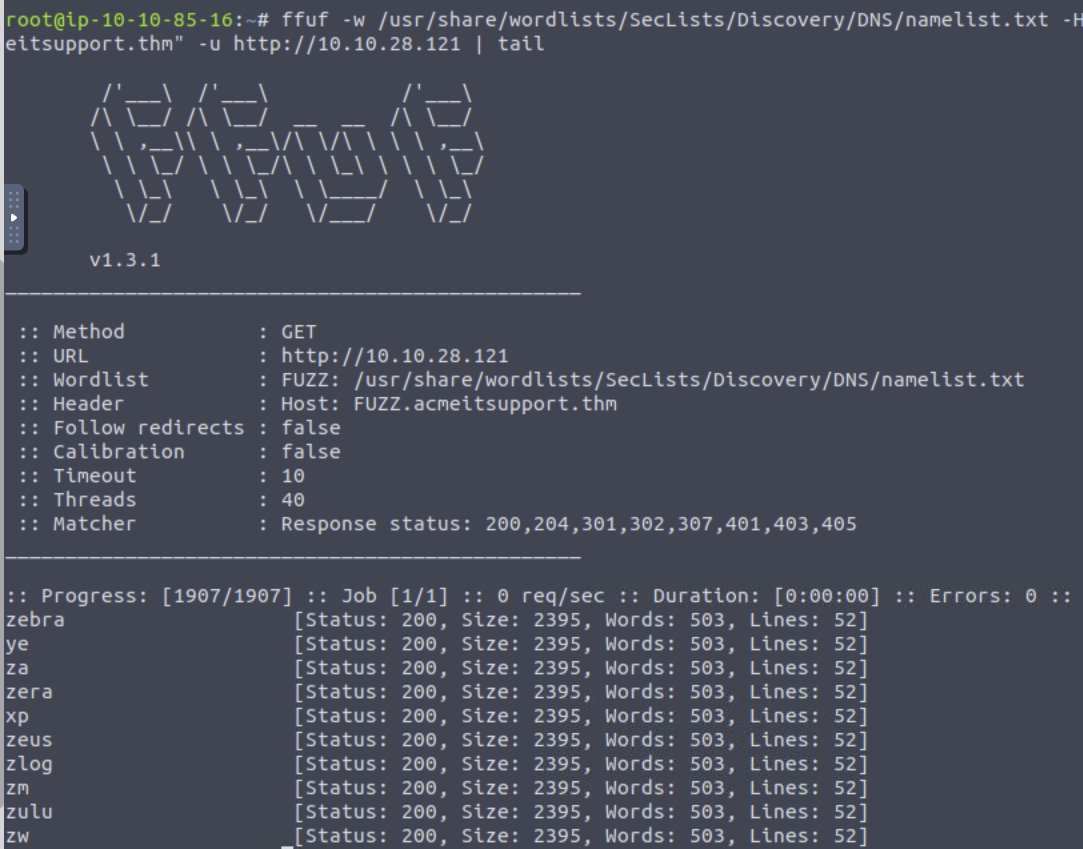 root@ip-10-10-85-16:~# ffuf -w /usr/share/wordlists/SecLists/Discovery/DNS/namelist.txt -H
eitsupport.thm" -u http://10.10.28.121 | tail
v1.3.1
:: Method : GET
:: URL : http://10.10.28.121
:: Wordlist : FUZZ: /usr/share/wordlists/SecLists/Discovery/DNS/namelist.txt
:: Header : Host: FUZZ.acmeitsupport.thm
:: Follow redirects : false
:: Calibration : false
:: Timeout : 10
:: Threads : 40
:: Matcher : Response status: 200,204,301,302,307,401,403,405
:: Progress: [1907/1907] :: Job [1/1] :: 0 req/sec :: Duration: [0:00:00] :: Errors: 0 ::
zebra [Status: 200, Size: 2395, Words: 503, Lines: 52]
ye [Status: 200, Size: 2395, Words: 503, Lines: 52]
za [Status: 200, Size: 2395, Words: 503, Lines: 52]
zera [Status: 200, Size: 2395, Words: 503, Lines: 52]
xp [Status: 200, Size: 2395, Words: 503, Lines: 52]
zeus [Status: 200, Size: 2395, Words: 503, Lines: 52]
zlog [Status: 200, Size: 2395, Words: 503, Lines: 52]
zm [Status: 200, Size: 2395, Words: 503, Lines: 52]
zulu [Status: 200, Size: 2395, Words: 503, Lines: 52]
zw [Status: 200, Size: 2395, Words: 503, Lines: 52]